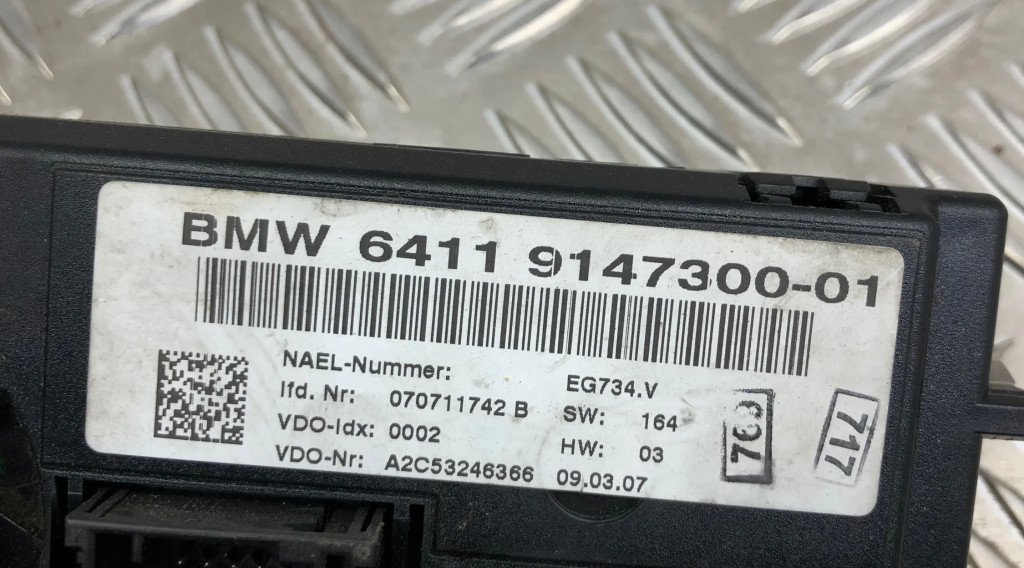 BMW 6411 9147300-01
NAEL-Nummer: EG734.V
lfd. Nr: 070711742 B SW: 164
VDO-Idx: 0002 HW: 03
VDO-Nr: A2C53246366 09.03.07
717